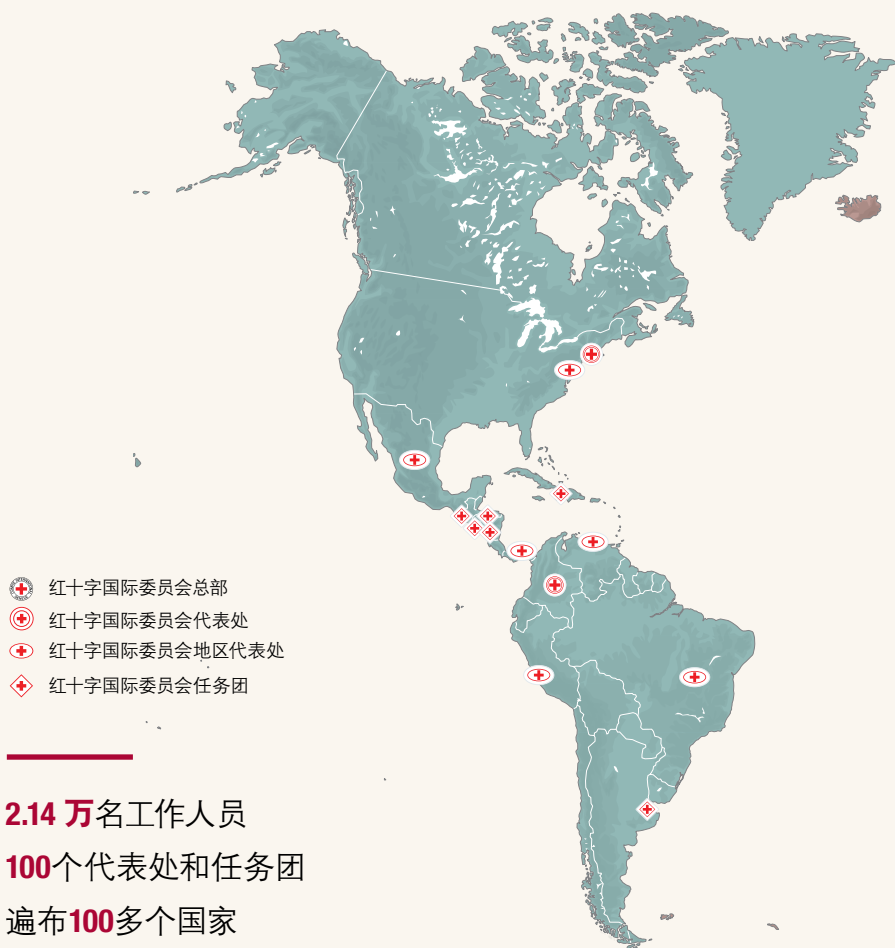 红十字国际委员会总部
红十字国际委员会代表处
红十字国际委员会地区代表处
红十字国际委员会任务团
2.14 万名工作人员
100个代表处和任务团
遍布100多个国家